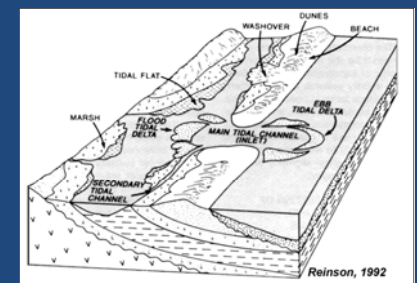 DUNES
WASHOVER
BEACH
TIDAL FLAT
EBB
TIDAL DELTA
FLOOD
TIDAL
DELTA
MARSH
MAIN TIDAL CHANNEL
(INLET)
SECONDARY
TIDAL
CHANNEL
Reinson, 1992